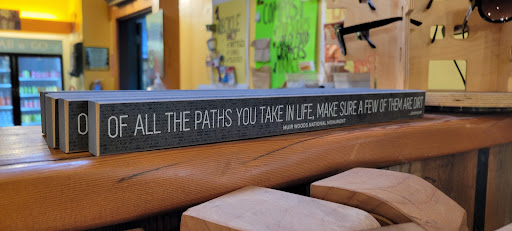 OF ALL THE PATHS YOU TAKE IN LIFE, MAKE SURE A FEW OF THEM ARE DIRT
MUIR WOODS NATIONAL MONUMENT